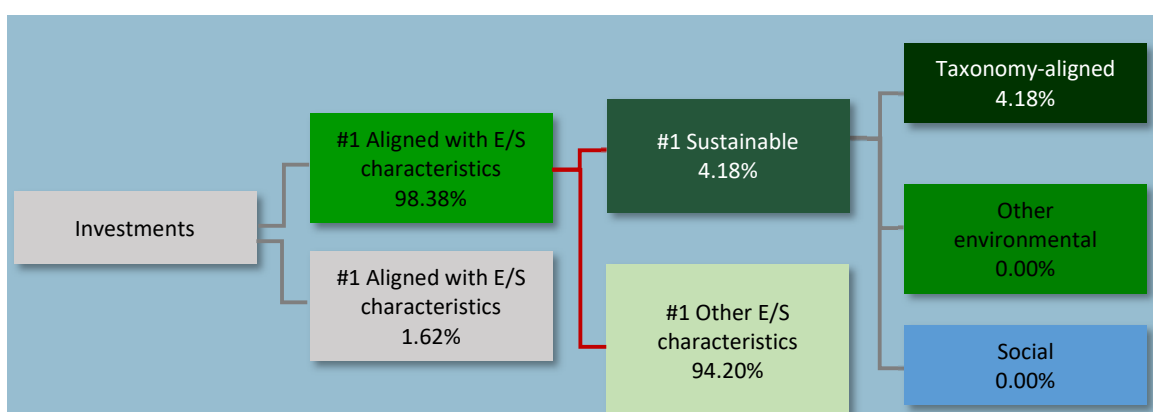 Investments
#1 Aligned with E/S
characteristics
98.38%
#1 Aligned with E/S
characteristics
1.62%
#1 Sustainable
4.18%
#1 Other E/S
characteristics
94.20%
Taxonomy-aligned
4.18%
Other
environmental
0.00%
Social
0.00%